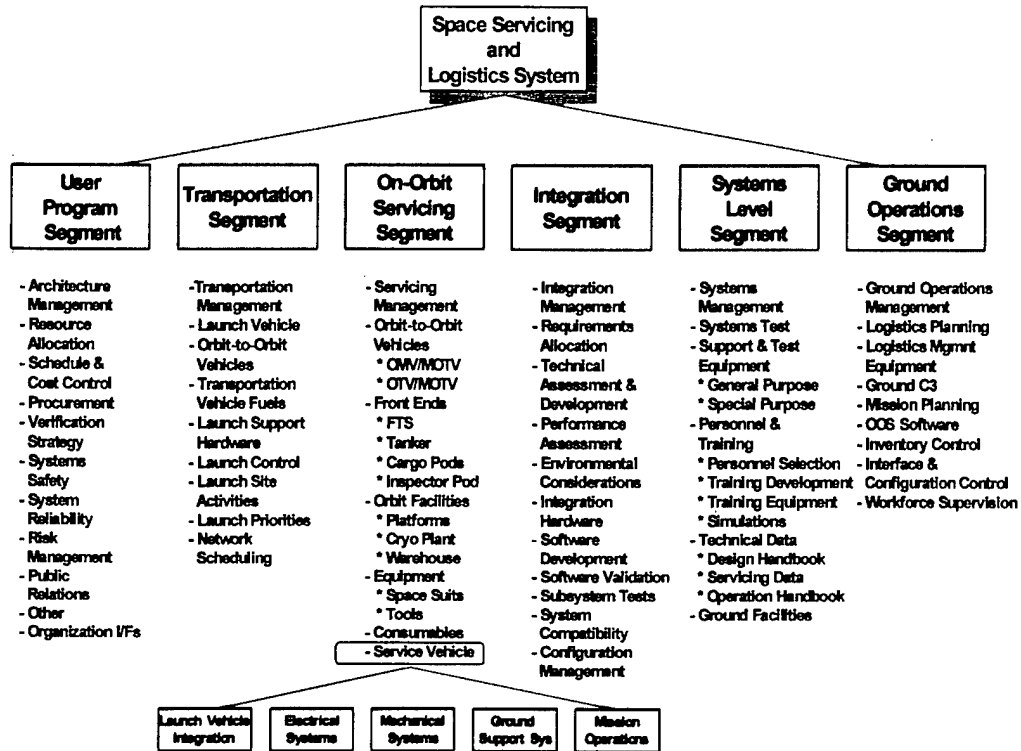 Space Servicing
and
Logistics System
User
Program
Segment
Transportation
Segment
On-Orbit
Servicing
Segment
Integration
Segment
Systems
Level
Segment
Ground
Operations
Segment
- Architecture
Management
- Resource
Allocation
- Schedule &
Cost Control
- Procurement
- Verification
Strategy
- Systems
Safety
- System
Reliability
- Risk
Management
- Public
Relations
- Other
- Organization I/Fs
-Transportation
Management
- Launch Vehicle
- Orbit-to-Orbit
Vehicles
- Transportation
Vehicle Fuels
- Launch Support
Hardware
- Launch Control
- Launch Site
Activities
- Launch Priorities
- Network
Scheduling
- Servicing
Management
- Orbit-to-Orbit
Vehicles
* OMV/MOTV
* OTV/MOTV
- Front Ends
* FTS
* Tanker
* Cargo Pods
* Inspector Pod
- Orbit Facilities
* Platforms
* Cryo Plant
* Warehouse
- Equipment
* Space Suits
* Tools
- Consumables
- Service Vehicle
- Integration
Management
- Requirements
Allocation
- Technical
Assessment &
Development
- Performance
Assessment
- Environmental
Considerations
- Integration
Hardware
- Software
Development
- Software Validation
- Subsystem Tests
- System
Compatibility
- Configuration
Management
- Systems
Management
- Systems Test
- Support & Test
Equipment
* General Purpose
* Special Purpose
- Personnel &
Training
* Personnel Selection
* Training Development
* Training Equipment
* Simulations
- Technical Data
* Design Handbook
* Servicing Data
* Operation Handbook
- Ground Facilities
- Ground Operations
Management
- Logistics Planning
- Logistics Mgmnt
Equipment
- Ground C3
- Mission Planning
- OOS Software
- Inventory Control
- Interface &
Configuration Control
- Workforce Supervision
Launch Vehicle
Integration
Electrical
Systems
Mechanical
Systems
Ground
Support Sys
Mission
Operations